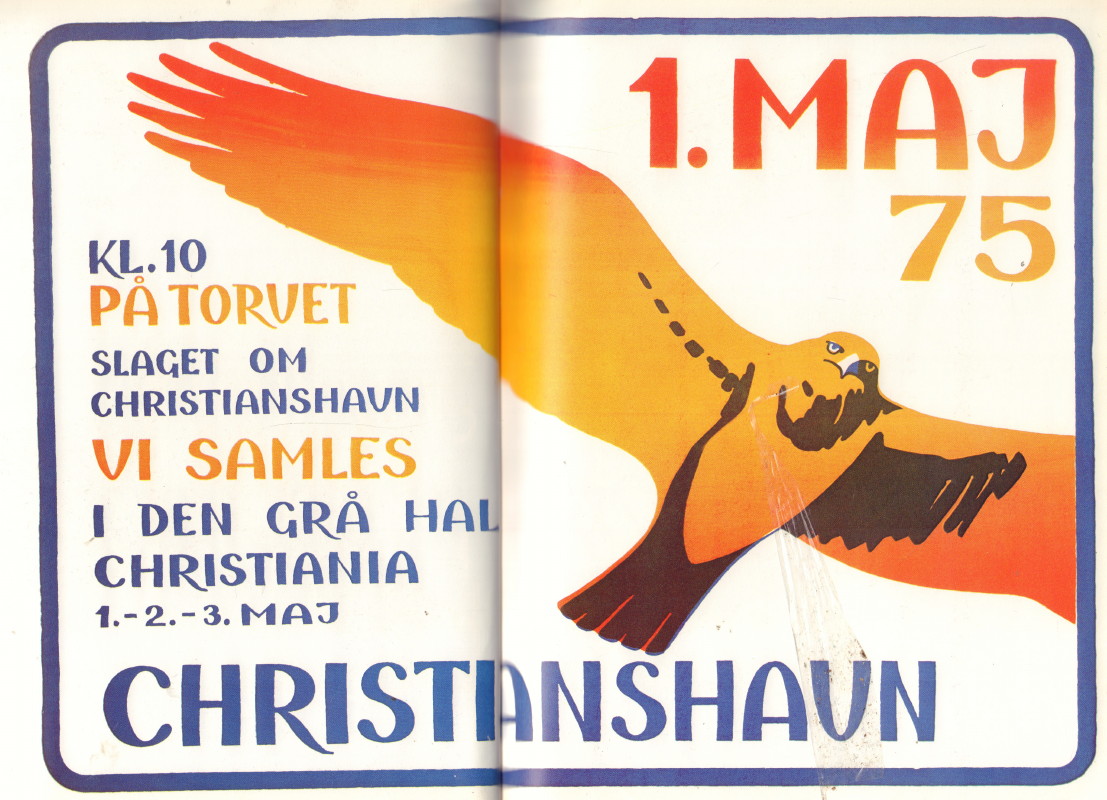 1. MAJ
75
KL. 10
PÅ TORVET
SLAGET OM
CHRISTIANSHAVN
VI SAMLES
I DEN GRÅ HAL
CHRISTIANIA
1.-2.-3. MAJ
CHRISTIANSHAVN